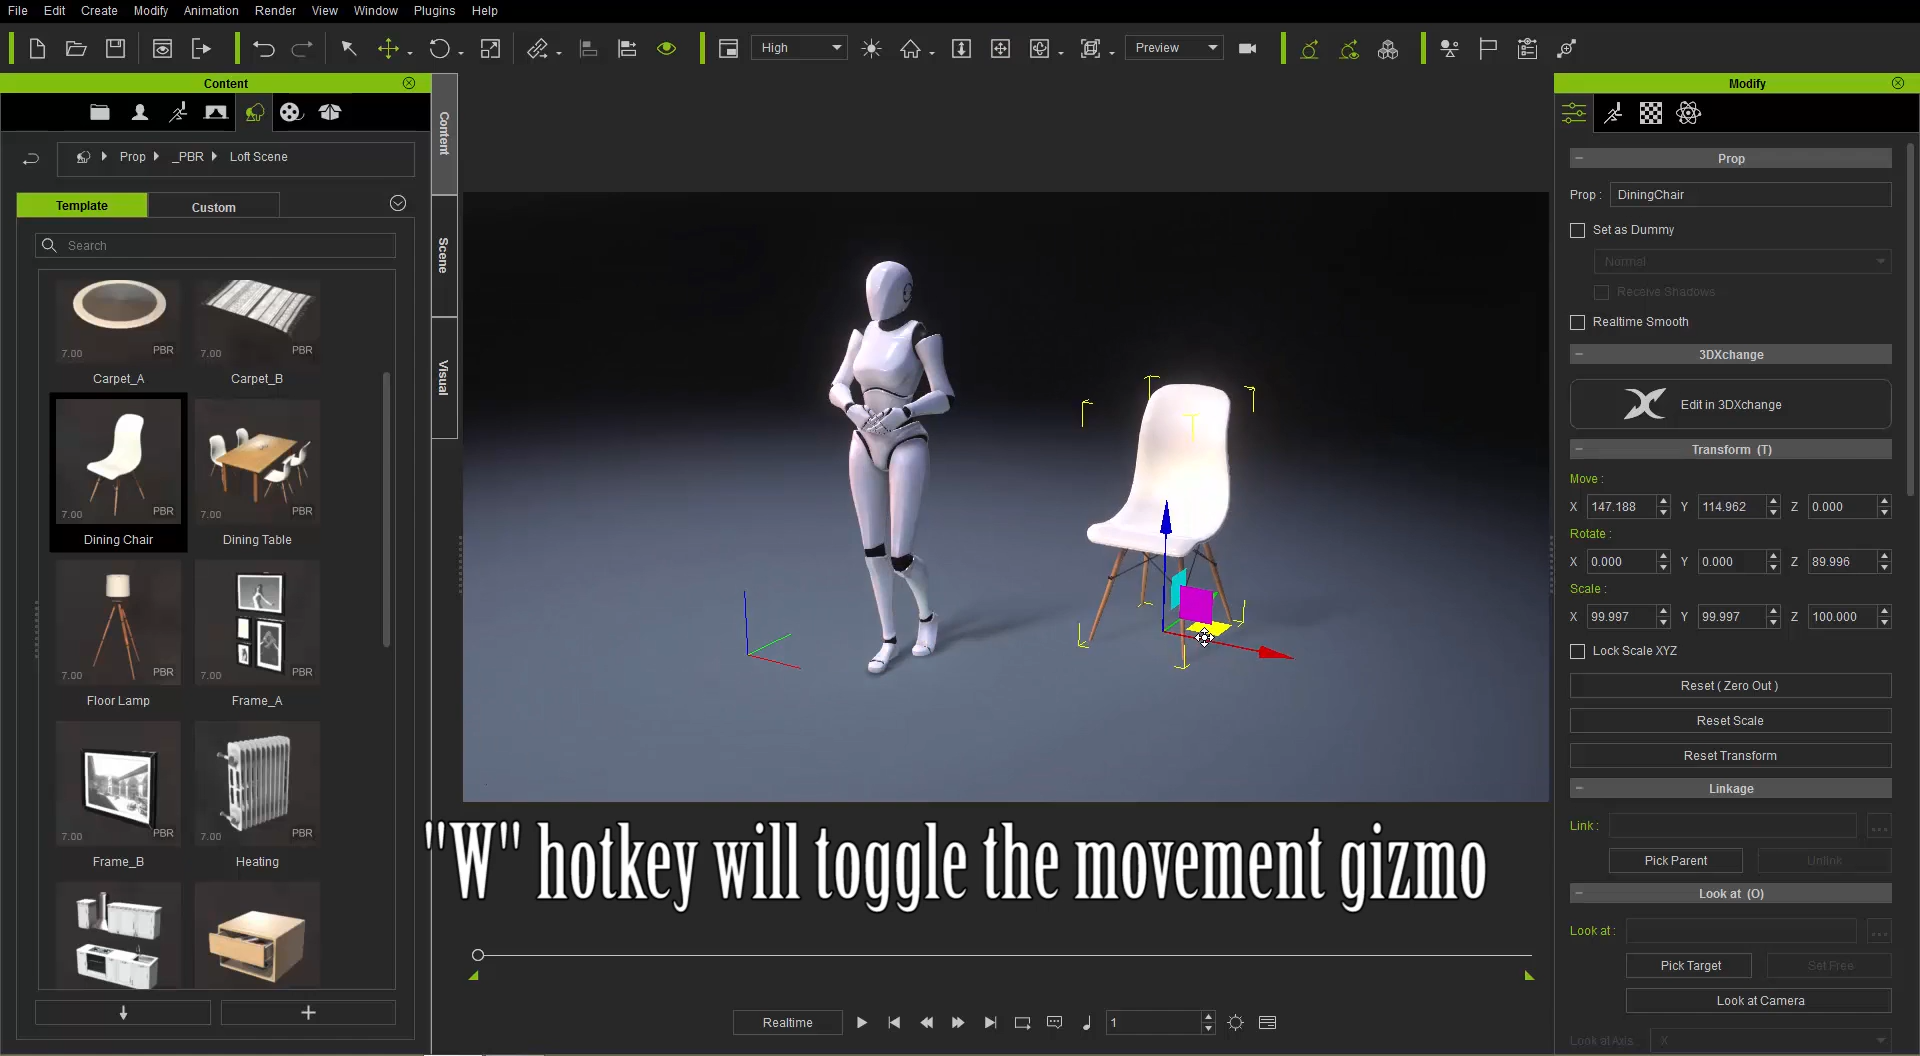 File Edit Create Modify Animation Render View Window Plugins Help
High
Preview
Content
Prop _PBR Loft Scene
Template Custom
Search
7.00 PBR 7.00 PBR
Carpet_A Carpet_B
7.00 PBR 7.00 PBR
Dining Chair Dining Table
7.00 7.00
Floor Lamp Frame_A
7.00 PBR 7.00 PBR
Frame_B Heating
Content
Scene
Visual
"W" hotkey will toggle the movement gizmo
Realtime
1
Modify
Prop
Prop : DiningChair
Set as Dummy
Normal
Receive Shadows
Realtime Smooth
3DXchange
Edit in 3DXchange
Transform (T)
Move :
X 147.188 Y 114.962 Z 0.000
Rotate :
X 0.000 Y 0.000 Z 89.996
Scale :
X 99.997 Y 99.997 Z 100.000
Lock Scale XYZ
Reset ( Zero Out )
Reset Scale
Reset Transform
Linkage
Link : ...
Pick Parent Unlink
Look at (O)
Look at : ...
Pick Target Set Free
Look at Camera
Look at Axis : X